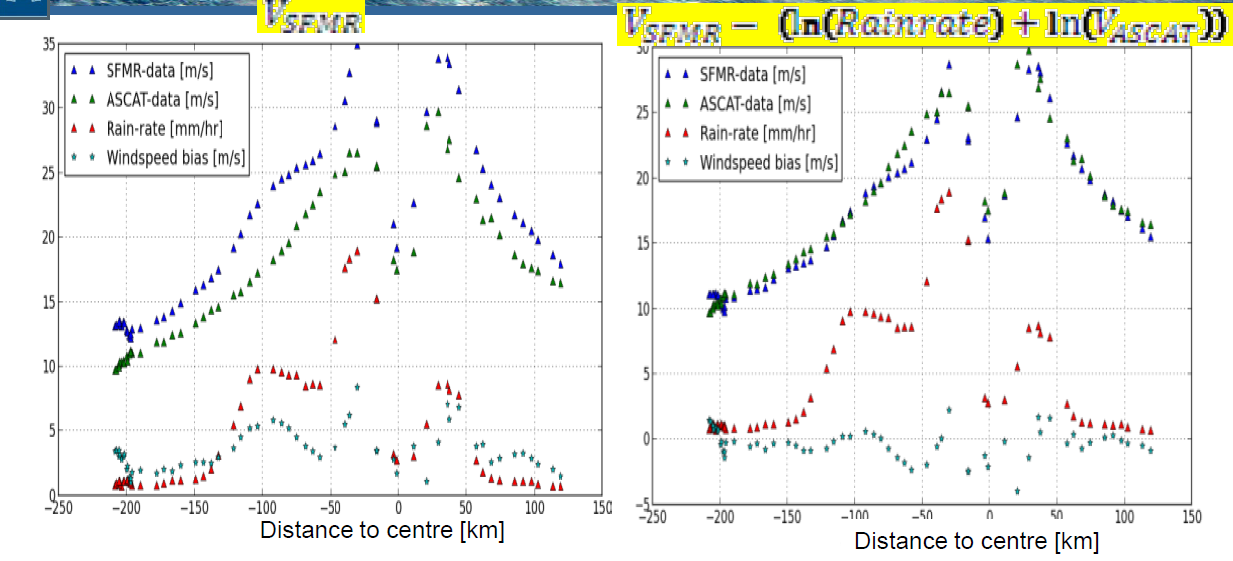 V_SFMR
V_SFMR − (ln(Rainrate) + ln(V_ASCAT))
35
30
25
20
15
10
5
0
SFMR-data [m/s]
ASCAT-data [m/s]
Rain-rate [mm/hr]
Windspeed bias [m/s]
−250 −200 −150 −100 −50 0 50 100 150
Distance to centre [km]
30
25
20
15
10
5
0
−5
SFMR-data [m/s]
ASCAT-data [m/s]
Rain-rate [mm/hr]
Windspeed bias [m/s]
−250 −200 −150 −100 −50 0 50 100 150
Distance to centre [km]